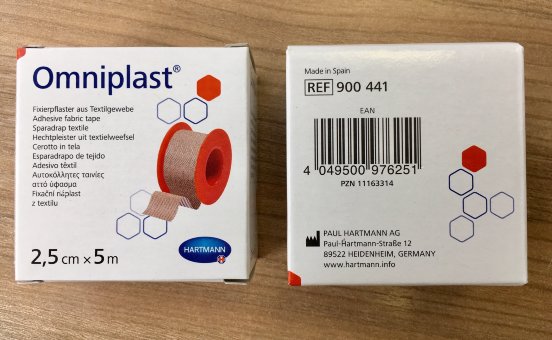 Omniplast®
Fixierpflaster aus Textilgewebe
Adhesive fabric tape
Sparadrap textile
Hechtpleister uit textielweefsel
Cerotto in tela
Esparadrapo de tejido
Adesivo têxtil
Αυτοκόλλητες ταινίες
από ύφασμα
Fixační náplast
z textilu
2,5 cm × 5 m
HARTMANN
Made in Spain
REF 900 441
EAN
4 049500 976251
PZN 11163314
PAUL HARTMANN AG
Paul-Hartmann-Straße 12
89522 HEIDENHEIM, GERMANY
www.hartmann.info